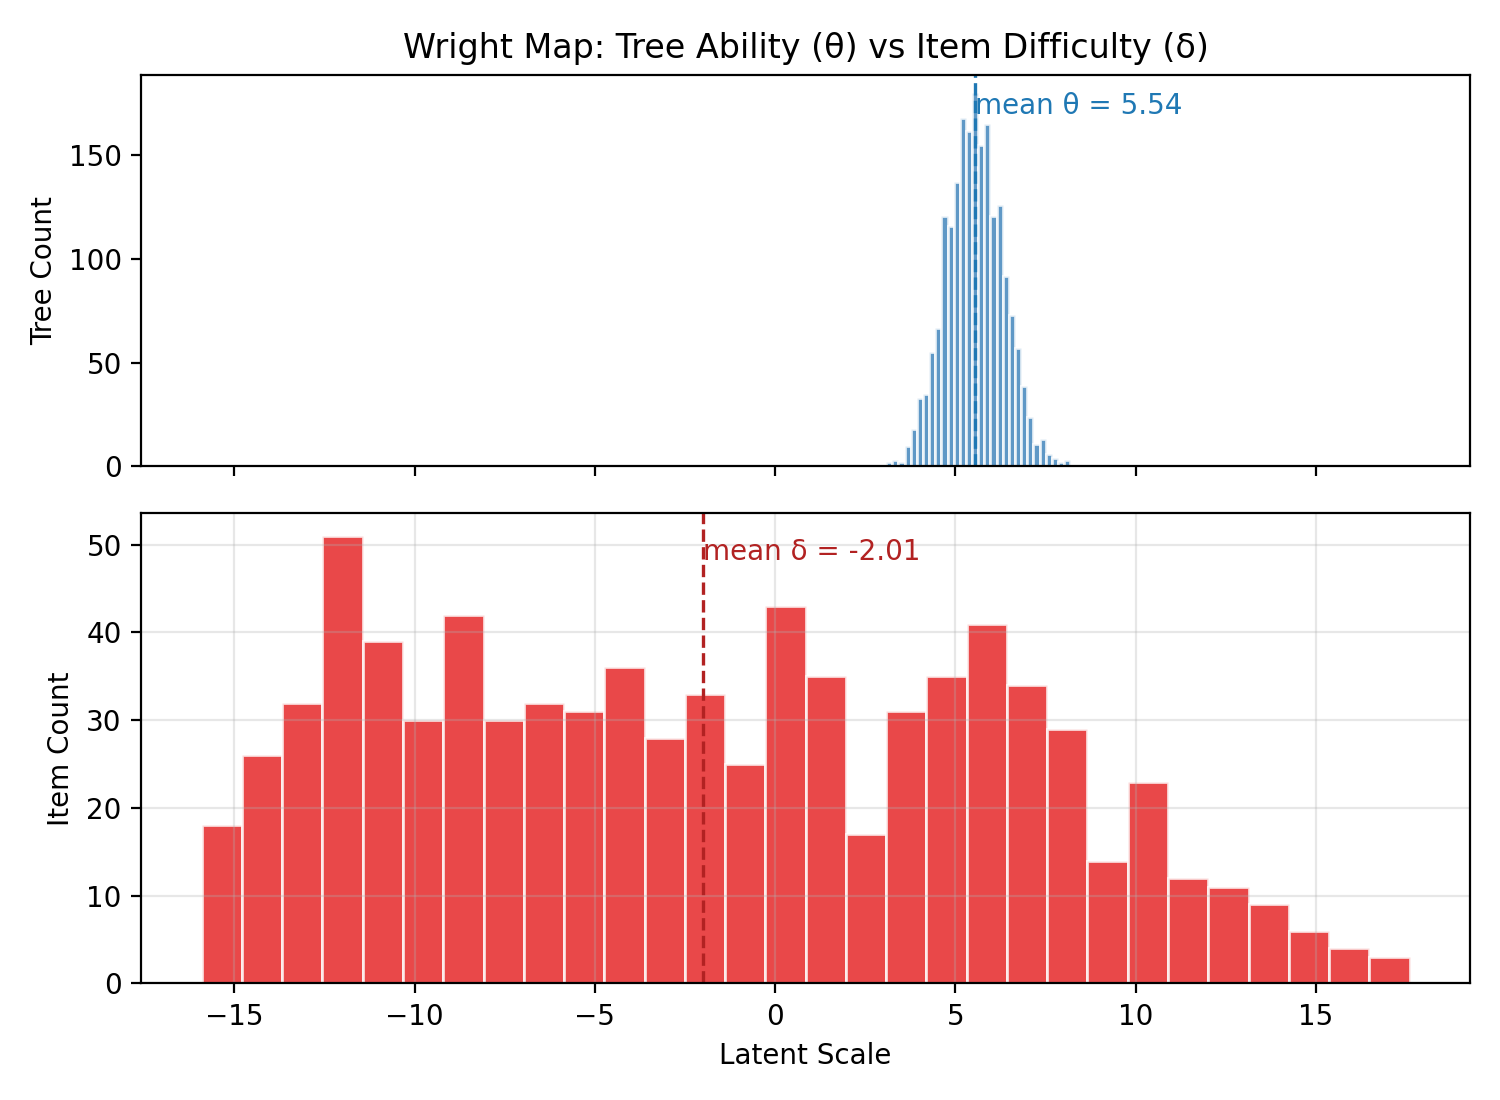 Wright Map: Tree Ability (θ) vs Item Difficulty (δ)
mean θ = 5.54
150
100
50
0
Tree Count
mean δ = -2.01
50
40
30
20
10
0
Item Count
−15 −10 −5 0 5 10 15
Latent Scale